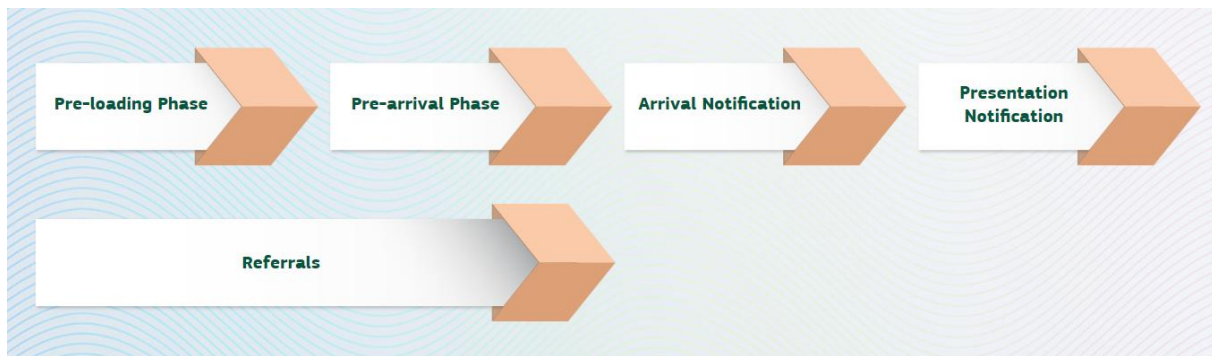 Pre-loading Phase
Pre-arrival Phase
Arrival Notification
Presentation
Notification
Referrals